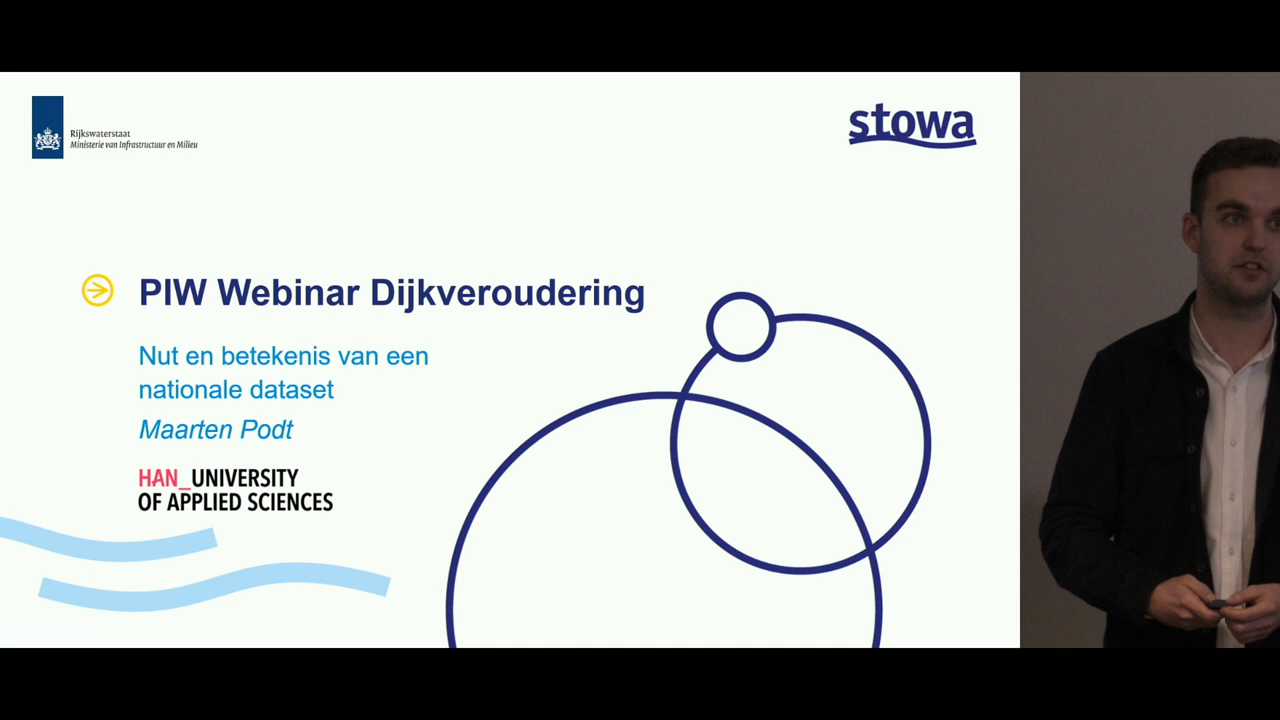 Rijkswaterstaat
Ministerie van Infrastructuur en Milieu
stowa
PIW Webinar Dijkveroudering
Nut en betekenis van een
nationale dataset
Maarten Podt
HAN_UNIVERSITY
OF APPLIED SCIENCES